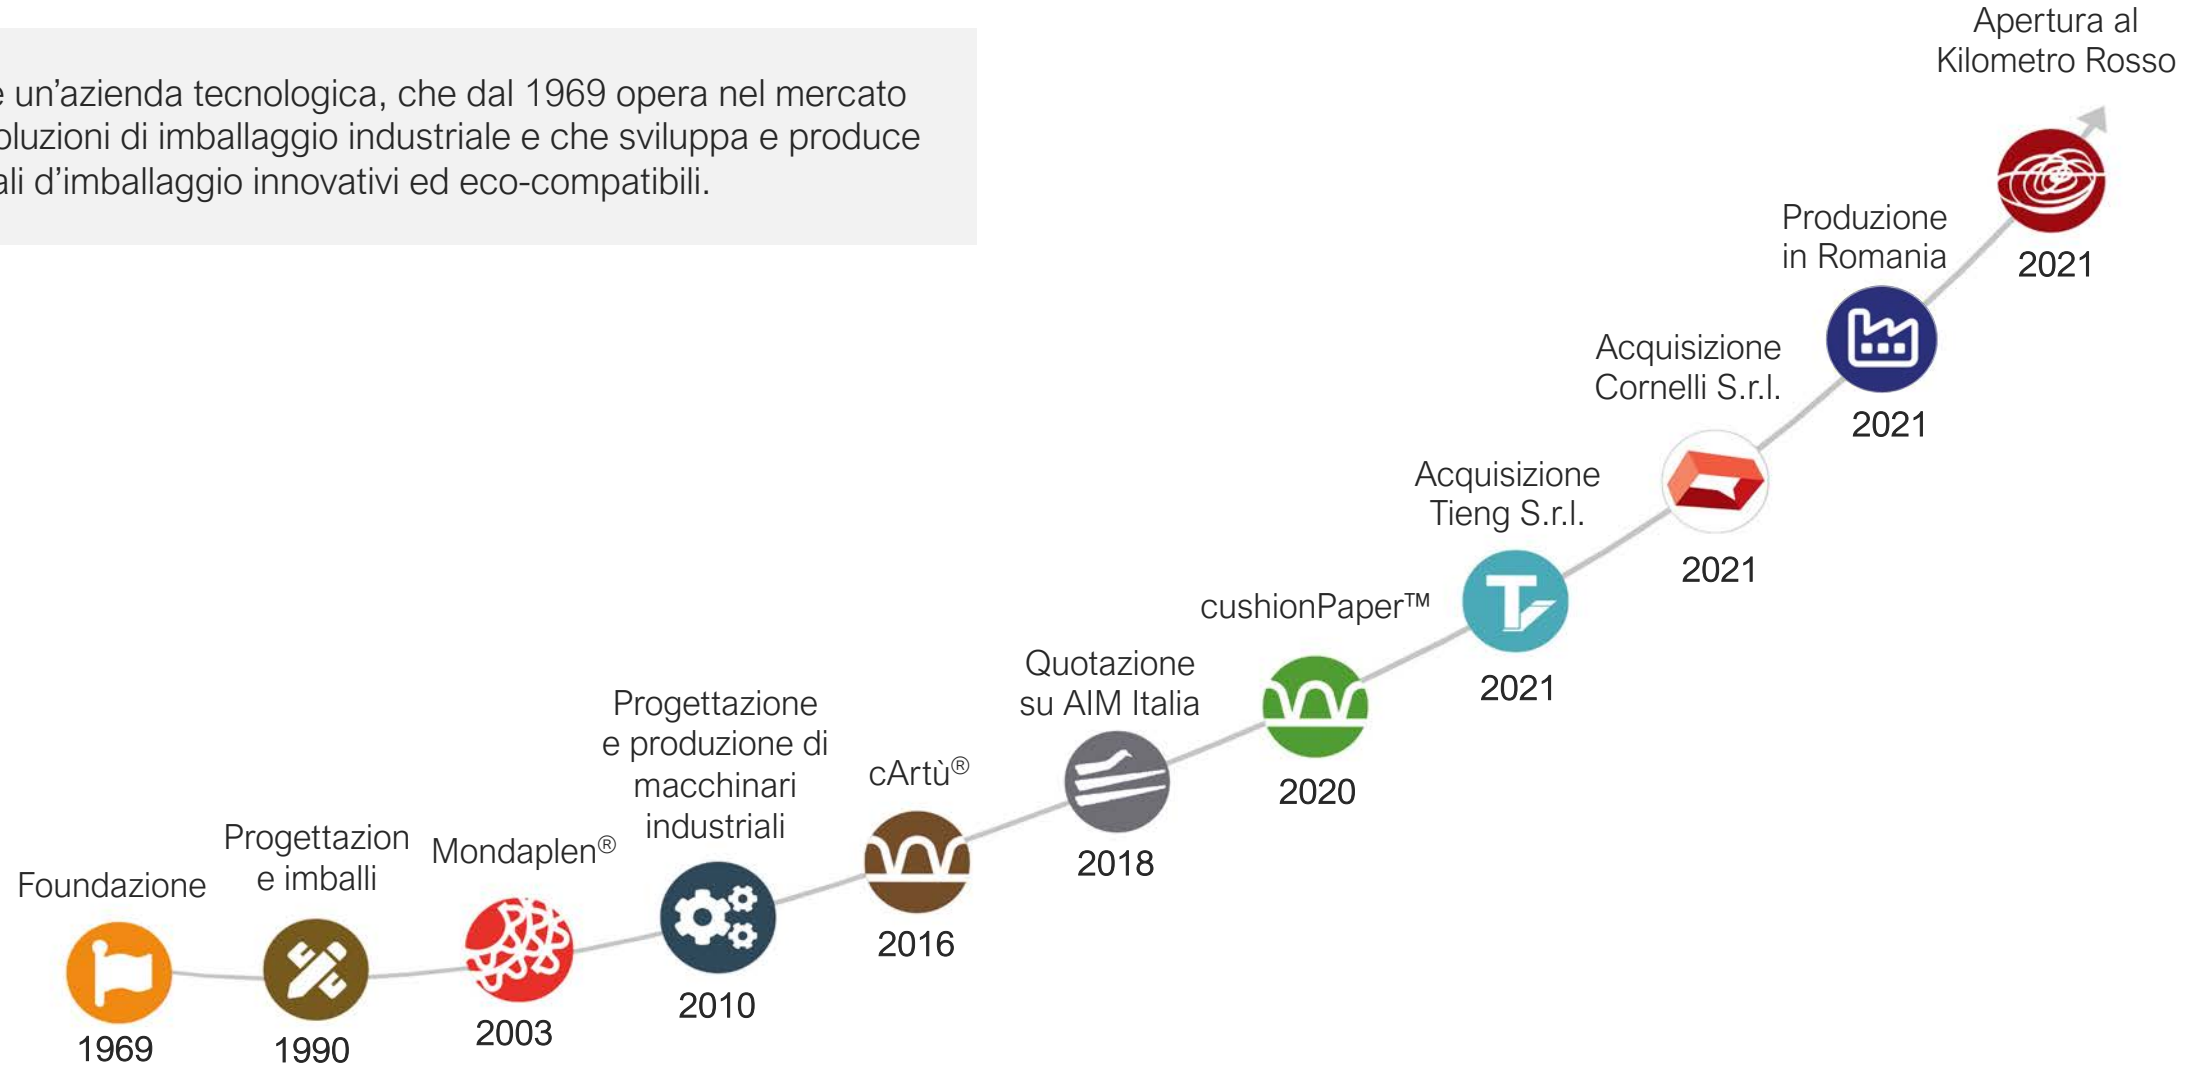 è un'azienda tecnologica, che dal 1969 opera nel mercato
oluzioni di imballaggio industriale e che sviluppa e produce
ali d'imballaggio innovativi ed eco-compatibili.
Foundazione
1969
Progettazion
e imballi
1990
Mondaplen®
2003
Progettazione
e produzione di
macchinari
industriali
2010
cArtù®
2016
Quotazione
su AIM Italia
2018
cushionPaper™
2020
Acquisizione
Tieng S.r.l.
2021
Acquisizione
Cornelli S.r.l.
2021
Produzione
in Romania
2021
Apertura al
Kilometro Rosso
2021